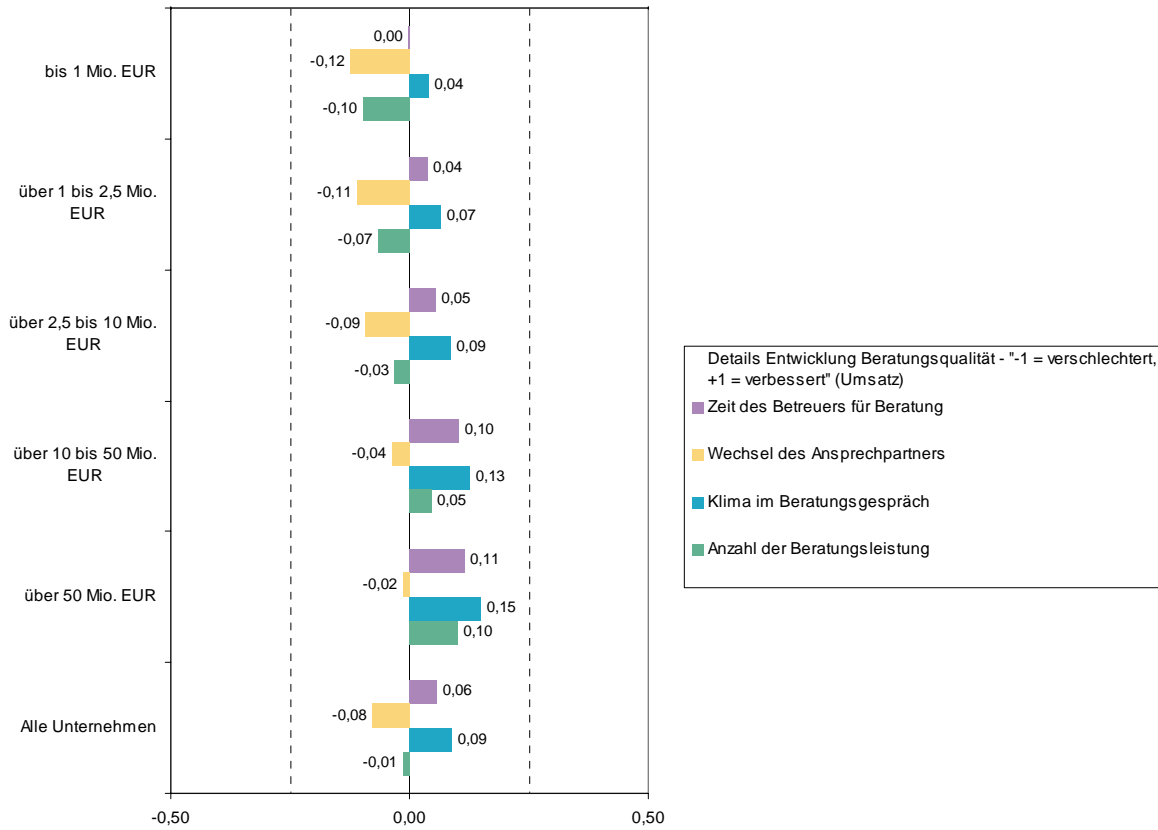 bis 1 Mio. EUR
0,00
-0,12
0,04
-0,10
über 1 bis 2,5 Mio.
EUR
0,04
-0,11
0,07
-0,07
über 2,5 bis 10 Mio.
EUR
0,05
-0,09
0,09
-0,03
über 10 bis 50 Mio.
EUR
0,10
-0,04
0,13
0,05
über 50 Mio. EUR
0,11
-0,02
0,15
0,10
Alle Unternehmen
0,06
-0,08
0,09
-0,01
-0,50
0,00
0,50
Details Entwicklung Beratungsqualität - "-1 = verschlechtert,
+1 = verbessert" (Umsatz)
Zeit des Betreuers für Beratung
Wechsel des Ansprechpartners
Klima im Beratungsgespräch
Anzahl der Beratungsleistung